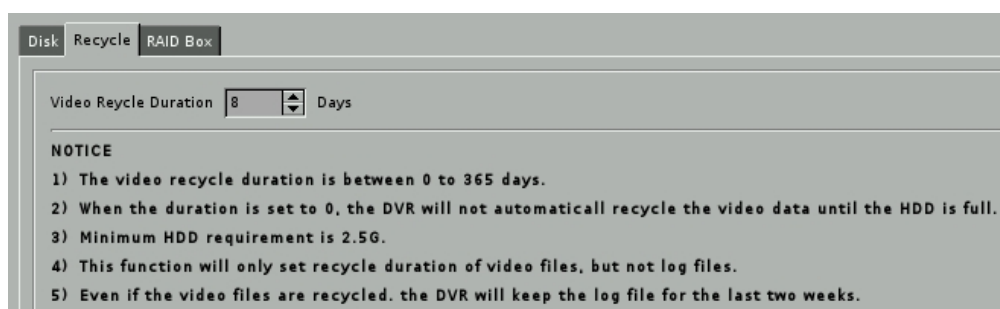 Disk Recycle RAID Box
Video Reycle Duration 8 Days
NOTICE
1) The video recycle duration is between 0 to 365 days.
2) When the duration is set to 0, the DVR will not automaticall recycle the video data until the HDD is full.
3) Minimum HDD requirement is 2.5G.
4) This function will only set recycle duration of video files, but not log files.
5) Even if the video files are recycled. the DVR will keep the log file for the last two weeks.